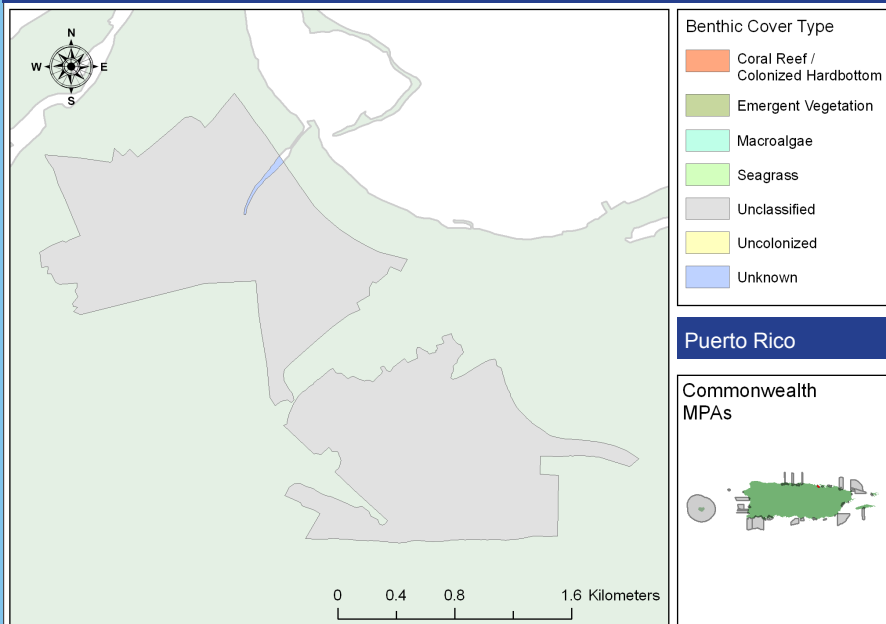 N
W
E
S
0 0.4 0.8 1.6 Kilometers
Benthic Cover Type
Coral Reef /
Colonized Hardbottom
Emergent Vegetation
Macroalgae
Seagrass
Unclassified
Uncolonized
Unknown
Puerto Rico
Commonwealth
MPAs